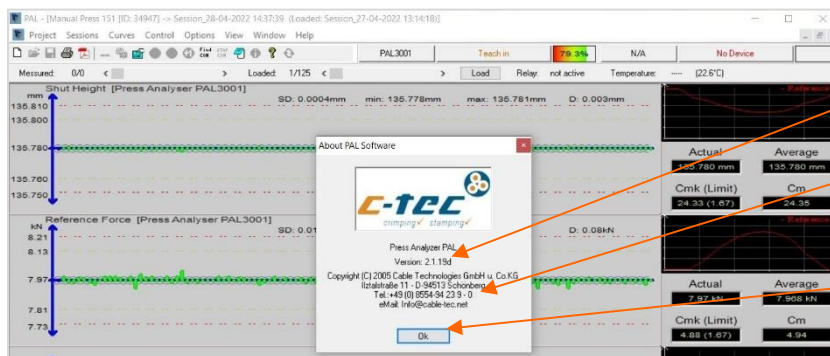 PAL - [Manual Press 151 [ID: 34947] -> Session_28-04-2022 14:37:39 (Loaded: Session_27-04-2022 13:14:18)]
Project Sessions Curves Control Options View Window Help
PAL3001 Teach in 79.3% N/A No Device
Messured: 0/0 < > Loaded: 1/125 < > Load Relay: not active Temperature: ----- (22.6°C)
Shut Height [Press Analyser PAL3001]
mm SD: 0.0004mm min: 135.778mm max: 135.781mm D: 0.003mm
135.810
135.800
135.780
135.760
135.750
- Reference
Actual Average
135.780 mm 135.780 mm
Cmk (Limit) Cm
24.33 (1.67) 24.35
About PAL Software
c-tec
crimping stamping
Press Analyzer PAL
Version: 2.1.19d
Copyright (C) 2005 Cable Technologies GmbH u. Co.KG
Ilztalstraße 11 - D-94513 Schönberg
Tel.:+49 (0) 8554-94 23 9 - 0
eMail: Info@cable-tec.net
Ok
Reference Force [Press Analyser PAL3001]
kN SD: 0.01 D: 0.08kN
8.21
8.13
7.97
7.81
7.73
- Reference
Actual Average
7.97 kN 7.968 kN
Cmk (Limit) Cm
4.88 (1.67) 4.94